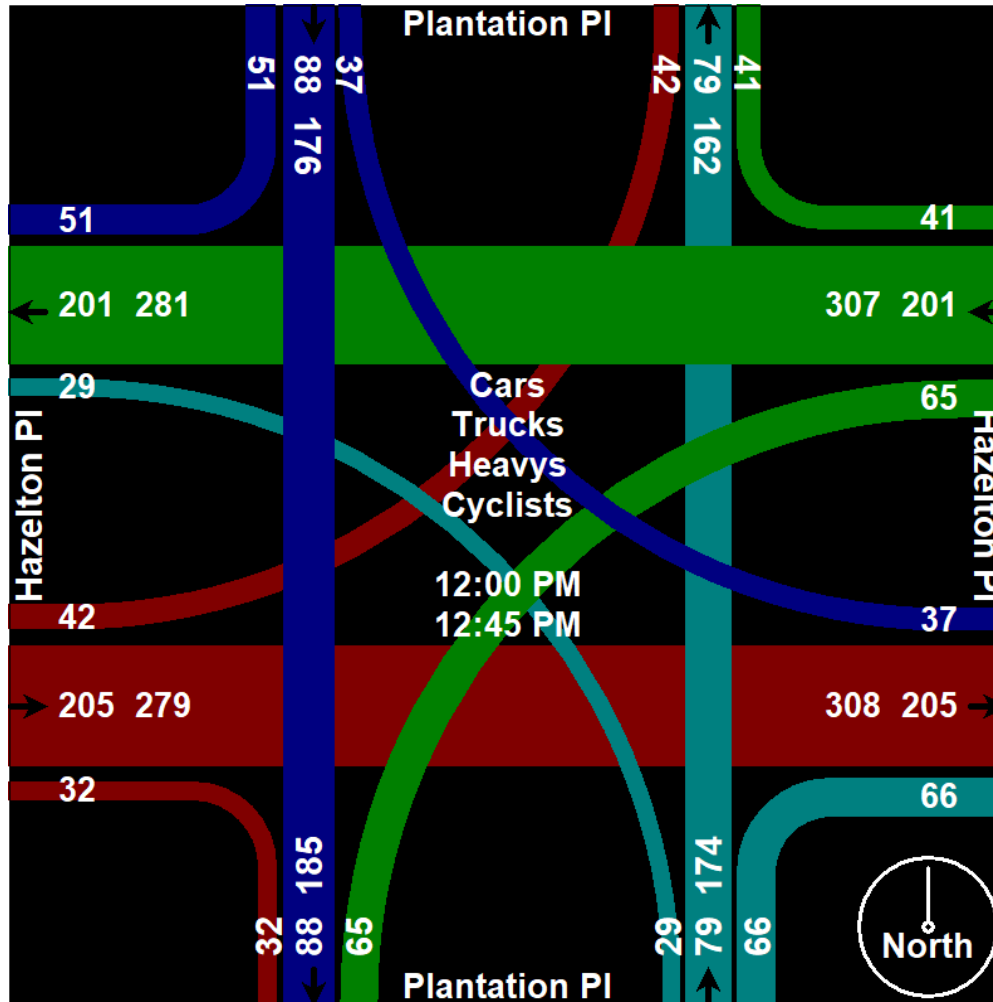 Plantation Pl
51
88 176
37
42
79 162
41
51
41
201 281
307 201
29
65
Cars
Trucks
Heavys
Cyclists
Hazelton Pl
Hazelton Pl
12:00 PM
12:45 PM
42
37
205 279
308 205
32
66
32
88 185
65
29
79 174
66
North
Plantation Pl